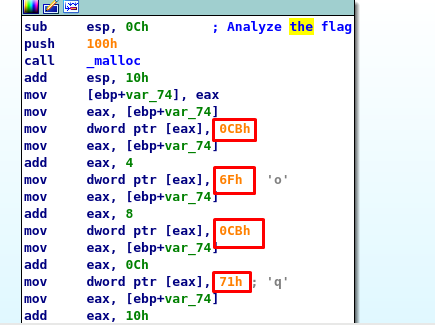 sub esp, 0Ch ; Analyze the flag
push 100h
call _malloc
add esp, 10h
mov [ebp+var_74], eax
mov eax, [ebp+var_74]
mov dword ptr [eax], 0CBh
mov eax, [ebp+var_74]
add eax, 4
mov dword ptr [eax], 6Fh 'o'
mov eax, [ebp+var_74]
add eax, 8
mov dword ptr [eax], 0CBh
mov eax, [ebp+var_74]
add eax, 0Ch
mov dword ptr [eax], 71h ; 'q'
mov eax, [ebp+var_74]
add eax, 10h